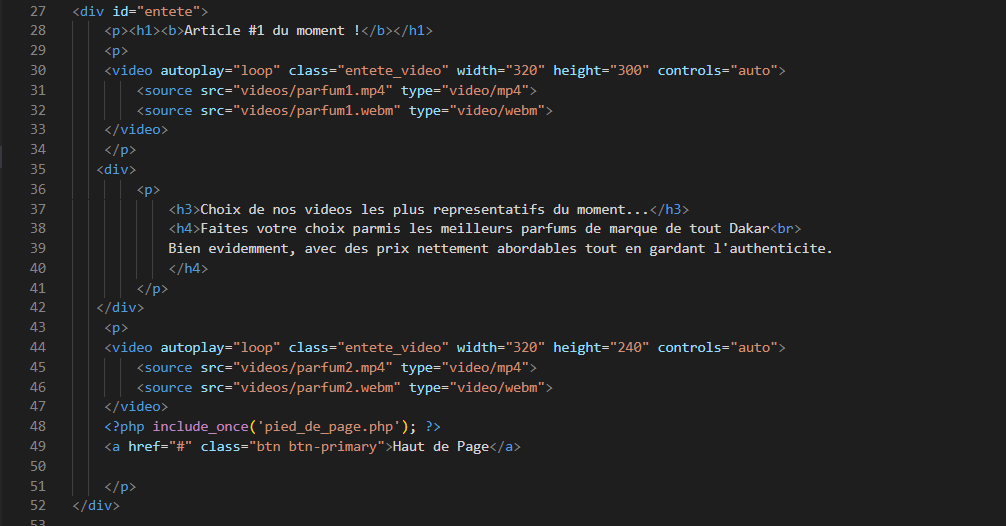 27 <div id="entete">
28 <p><h1><b>Article #1 du moment !</b></h1>
29 <p>
30 <video autoplay="loop" class="entete_video" width="320" height="300" controls="auto">
31 <source src="videos/parfum1.mp4" type="video/mp4">
32 <source src="videos/parfum1.webm" type="video/webm">
33 </video>
34 </p>
35 <div>
36 <p>
37 <h3>Choix de nos videos les plus representatifs du moment...</h3>
38 <h4>Faites votre choix parmis les meilleurs parfums de marque de tout Dakar<br>
39 Bien evidemment, avec des prix nettement abordables tout en gardant l'authenticite.
40 </h4>
41 </p>
42 </div>
43 <p>
44 <video autoplay="loop" class="entete_video" width="320" height="240" controls="auto">
45 <source src="videos/parfum2.mp4" type="video/mp4">
46 <source src="videos/parfum2.webm" type="video/webm">
47 </video>
48 <?php include_once('pied_de_page.php'); ?>
49 <a href="#" class="btn btn-primary">Haut de Page</a>
50
51 </p>
52 </div>
53